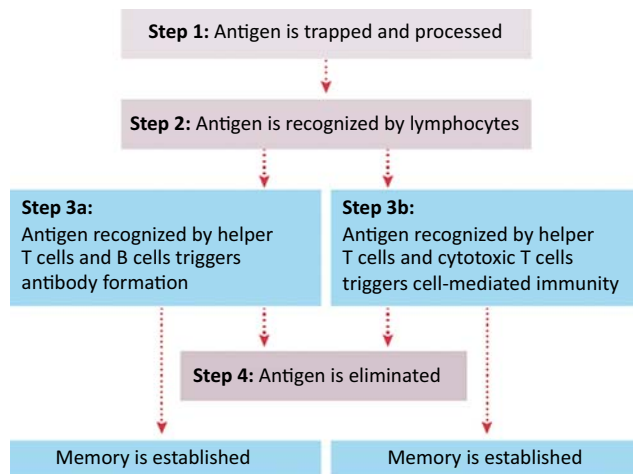 Step 1: Antigen is trapped and processed
Step 2: Antigen is recognized by lymphocytes
Step 3a:
Antigen recognized by helper
T cells and B cells triggers
antibody formation
Step 3b:
Antigen recognized by helper
T cells and cytotoxic T cells
triggers cell-mediated immunity
Step 4: Antigen is eliminated
Memory is established
Memory is established